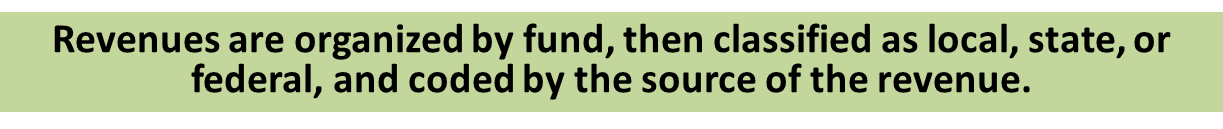 Revenues are organized by fund, then classified as local, state, or
federal, and coded by the source of the revenue.